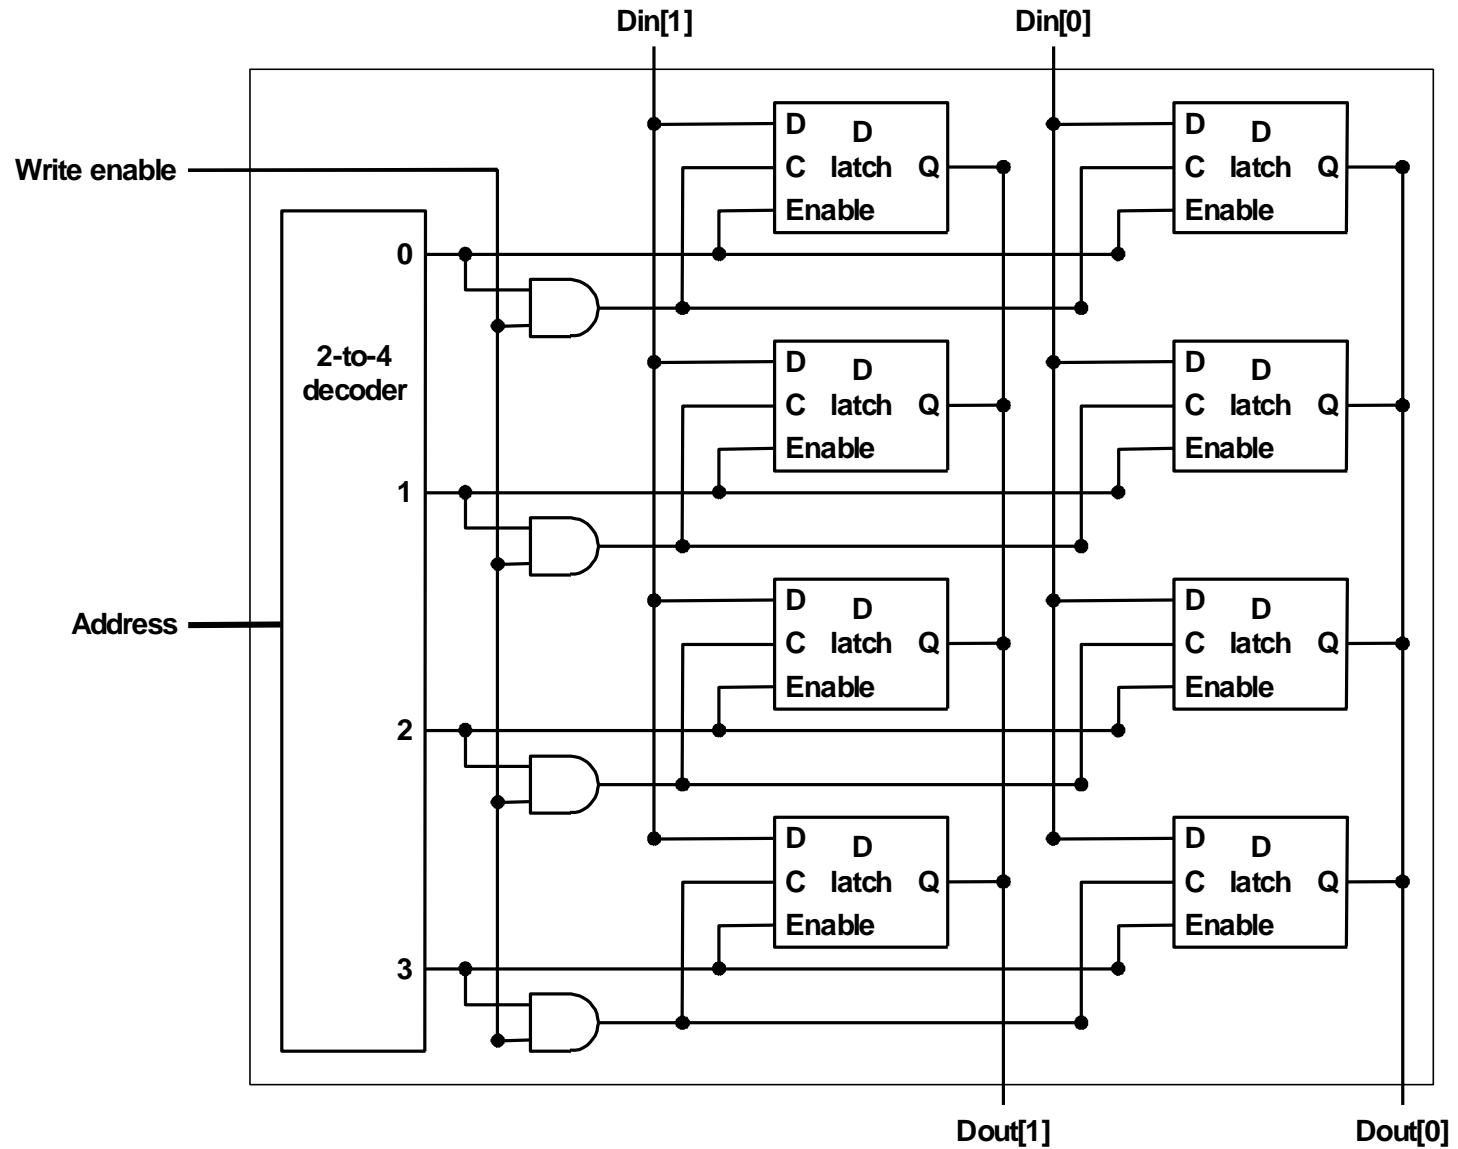 Din[1] Din[0]
D D D D
Write enable C latch Q C latch Q
Enable Enable
0
2-to-4
decoder
D D D D
C latch Q C latch Q
Enable Enable
1
D D D D
Address C latch Q C latch Q
Enable Enable
2
D D D D
C latch Q C latch Q
Enable Enable
3
Dout[1] Dout[0]